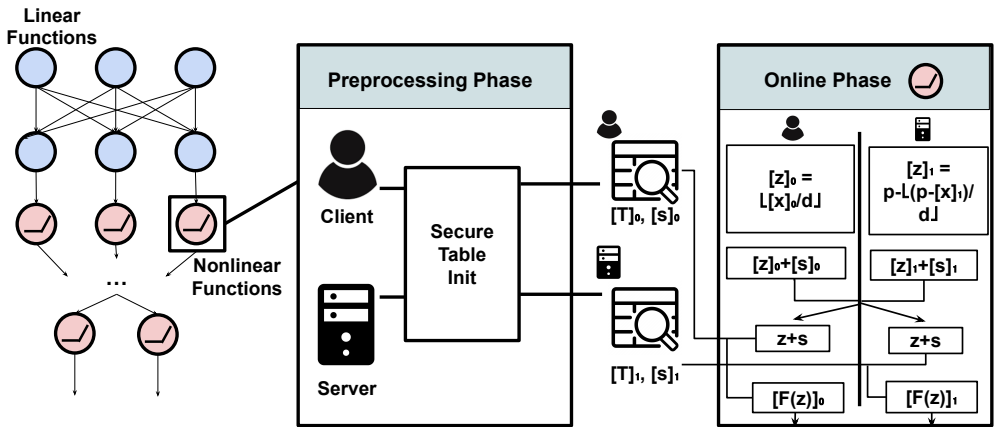 Linear
Functions
Nonlinear
Functions
...
Preprocessing Phase
Client
Server
Secure
Table
Init
[T]₀, [s]₀
[T]₁, [s]₁
Online Phase
[z]₀ =
⌊[x]₀/d⌋
[z]₁ =
p-⌊(p-[x]₁)/
d⌋
[z]₀+[s]₀
[z]₁+[s]₁
z+s
z+s
[F(z)]₀
[F(z)]₁